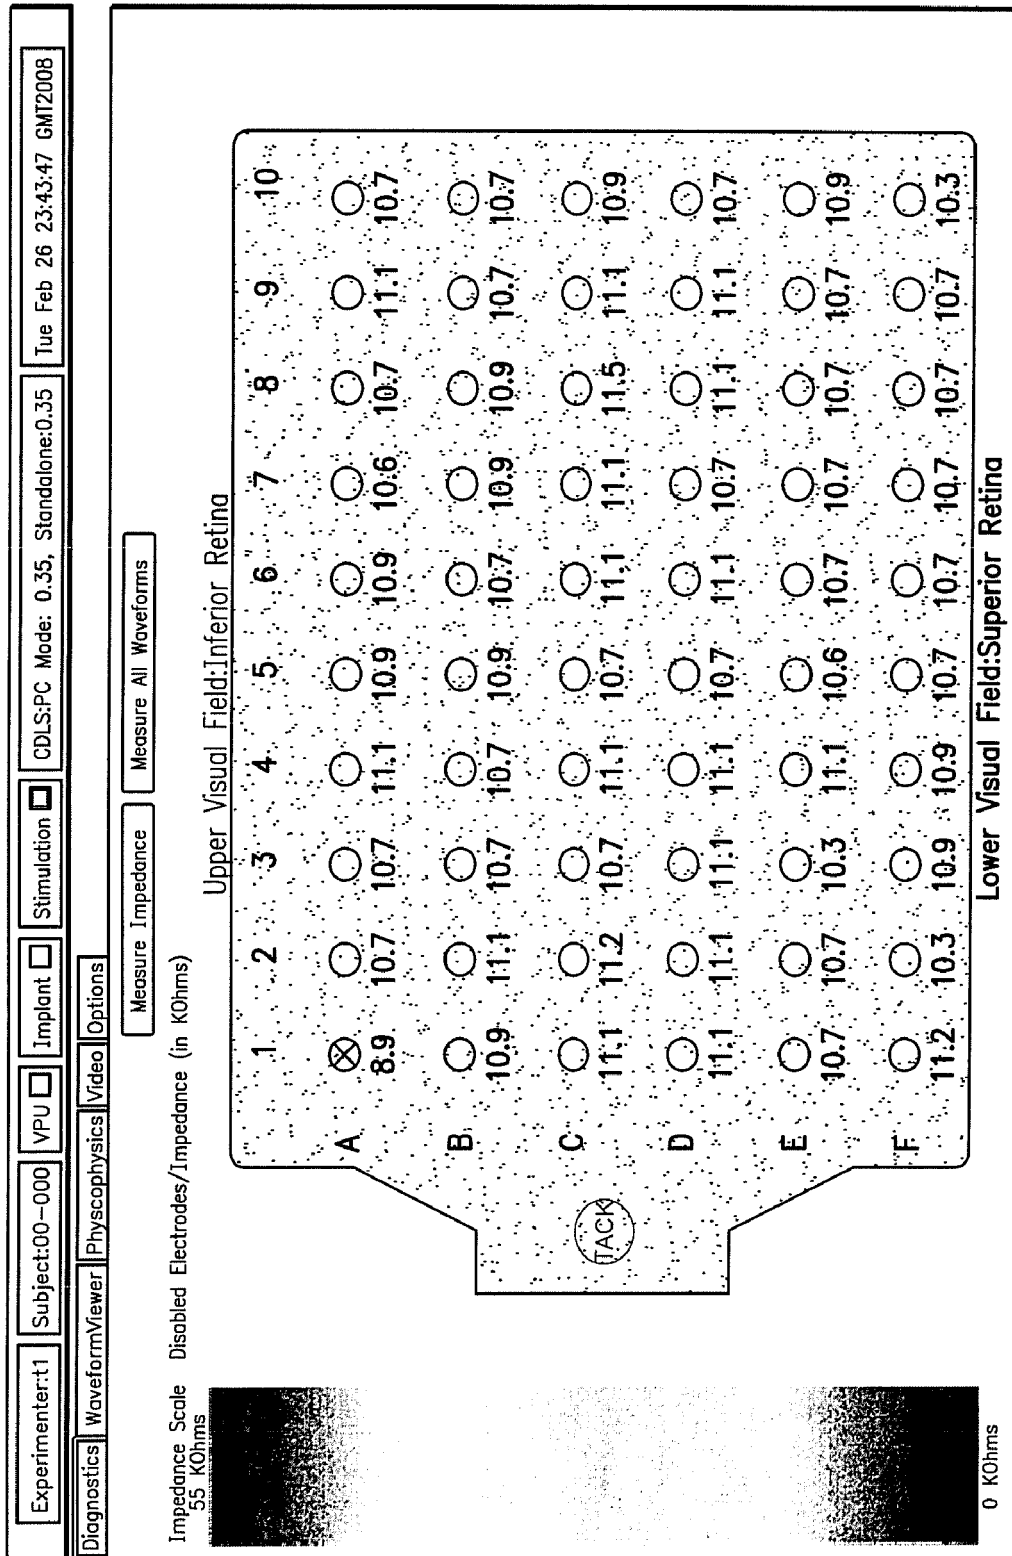 Experimenter:t1 Subject:00-000 VPU Implant Stimulation CDLS:PC Mode: 0.35, Standalone:0.35 Tue Feb 26 23:43:47 GMT2008
Diagnostics WaveformViewer Physcophysics Video Options
Measure Impedance Measure All Waveforms
Impedance Scale Disabled Electrodes/Impedance (in KOhms)
55 KOhms
Upper Visual Field:Inferior Retina
1 2 3 4 5 6 7 8 9 10
A
8.9 10.7 10.7 11.1 10.9 10.9 10.6 10.7 11.1 10.7
B
10.9 11.1 10.7 10.7 10.9 10.7 10.9 10.9 10.7 10.7
TACK
C
11.1 11.2 10.7 11.1 10.7 11.1 11.1 11.5 11.1 10.9
D
11.1 11.1 11.1 11.1 10.7 11.1 10.7 11.1 11.1 10.7
E
10.7 10.7 10.3 11.1 10.6 10.7 10.7 10.7 10.7 10.9
F
11.2 10.3 10.9 10.9 10.7 10.7 10.7 10.7 10.7 10.3
0 KOhms
Lower Visual Field:Superior Retina